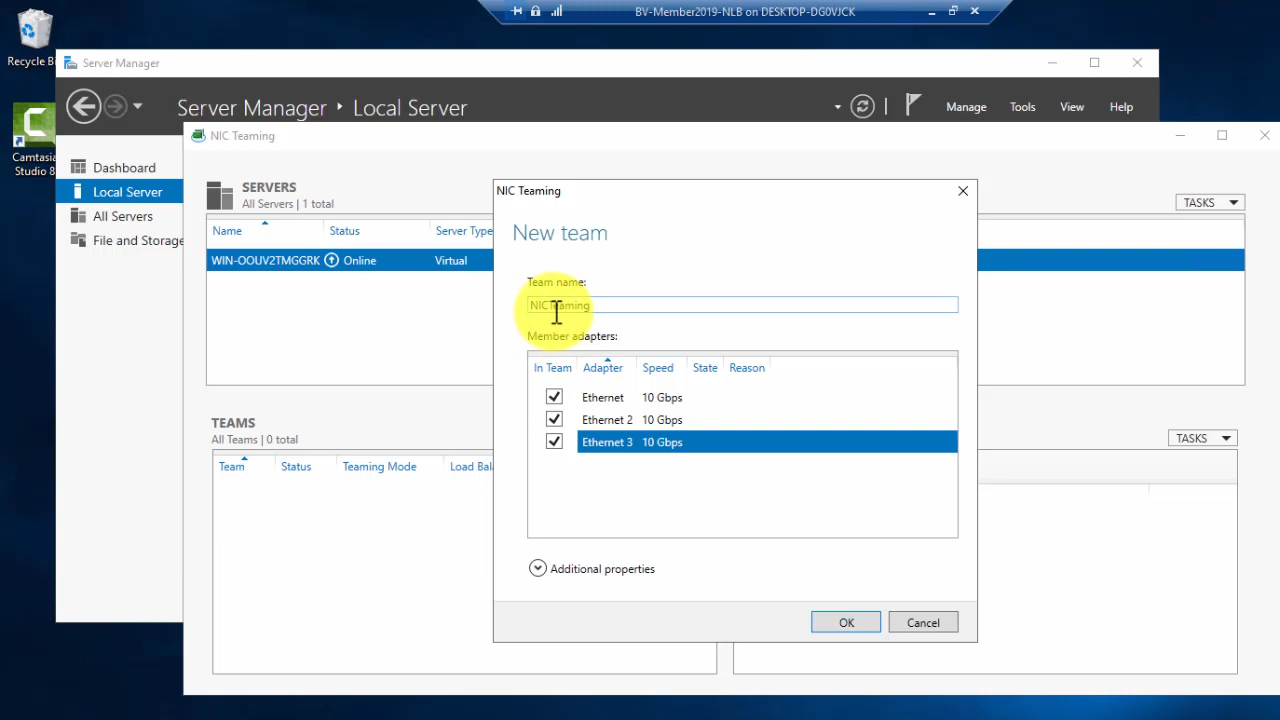 BV-Member2019-NLB on DESKTOP-DG0VJCK
Recycle B
Camtasia
Studio 8
Server Manager
Server Manager ‣ Local Server
Manage Tools View Help
Dashboard
Local Server
All Servers
File and Storage
NIC Teaming
SERVERS
All Servers | 1 total
TASKS
Name Status Server Type
WIN-OOUV2TMGGRK Online Virtual
TEAMS
All Teams | 0 total
TASKS
Team Status Teaming Mode Load Bala
NIC Teaming
New team
Team name:
NICTeaming
Member adapters:
In Team Adapter Speed State Reason
Ethernet 10 Gbps
Ethernet 2 10 Gbps
Ethernet 3 10 Gbps
Additional properties
OK Cancel